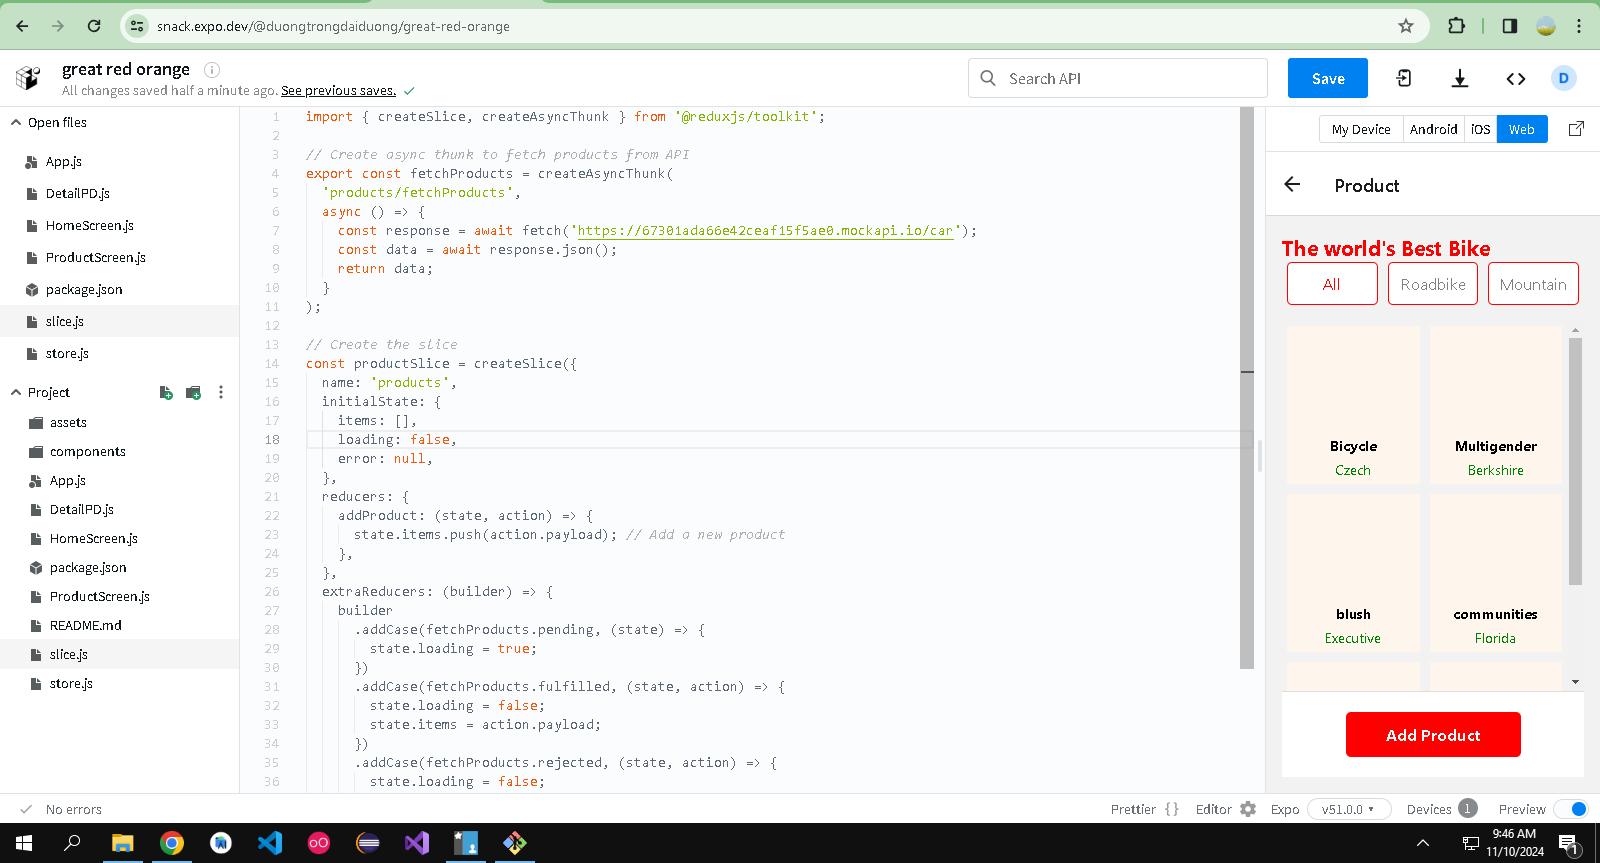 snack.expo.dev/@duongtrongdaiduong/great-red-orange
great red orange
All changes saved half a minute ago. See previous saves.
Search API
Save
D
Open files
App.js
DetailPD.js
HomeScreen.js
ProductScreen.js
package.json
slice.js
store.js
Project
assets
components
App.js
DetailPD.js
HomeScreen.js
package.json
ProductScreen.js
README.md
slice.js
store.js
1 import { createSlice, createAsyncThunk } from '@reduxjs/toolkit';
2
3 // Create async thunk to fetch products from API
4 export const fetchProducts = createAsyncThunk(
5 'products/fetchProducts',
6 async () => {
7 const response = await fetch('https://67301ada66e42ceaf15f5ae0.mockapi.io/car');
8 const data = await response.json();
9 return data;
10 }
11 );
12
13 // Create the slice
14 const productSlice = createSlice({
15 name: 'products',
16 initialState: {
17 items: [],
18 loading: false,
19 error: null,
20 },
21 reducers: {
22 addProduct: (state, action) => {
23 state.items.push(action.payload); // Add a new product
24 },
25 },
26 extraReducers: (builder) => {
27 builder
28 .addCase(fetchProducts.pending, (state) => {
29 state.loading = true;
30 })
31 .addCase(fetchProducts.fulfilled, (state, action) => {
32 state.loading = false;
33 state.items = action.payload;
34 })
35 .addCase(fetchProducts.rejected, (state, action) => {
36 state.loading = false;
My Device Android iOS Web
Product
The world's Best Bike
All Roadbike Mountain
Bicycle Multigender
Czech Berkshire
blush communities
Executive Florida
Add Product
No errors
Prettier {} Editor Expo v51.0.0 Devices 1 Preview
9:46 AM
11/10/2024
1